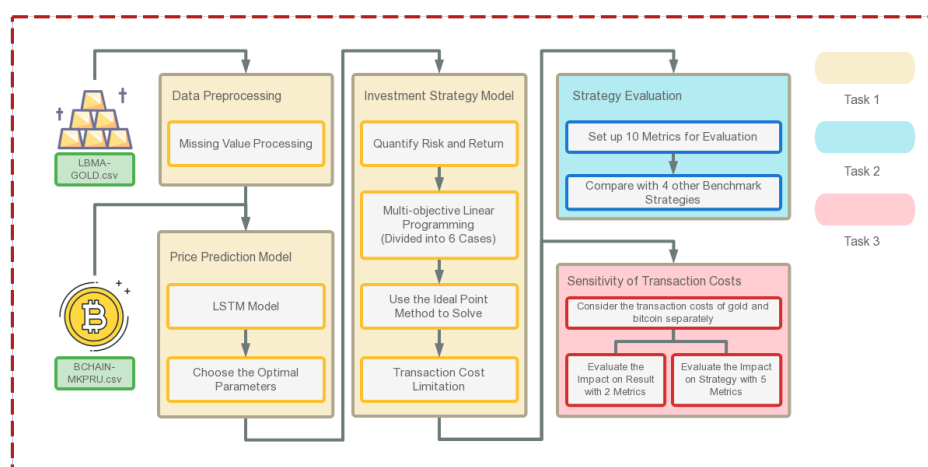 LBMA-
GOLD.csv
BCHAIN-
MKPRU.csv
Data Preprocessing
Missing Value Processing
Price Prediction Model
LSTM Model
Choose the Optimal
Parameters
Investment Strategy Model
Quantify Risk and Return
Multi-objective Linear
Programming
(Divided into 6 Cases)
Use the Ideal Point
Method to Solve
Transaction Cost
Limitation
Strategy Evaluation
Set up 10 Metrics for Evaluation
Compare with 4 other Benchmark
Strategies
Sensitivity of Transaction Costs
Consider the transaction costs of gold and
bitcoin separately
Evaluate the
Impact on Result
with 2 Metrics
Evaluate the Impact
on Strategy with 5
Metrics
Task 1
Task 2
Task 3